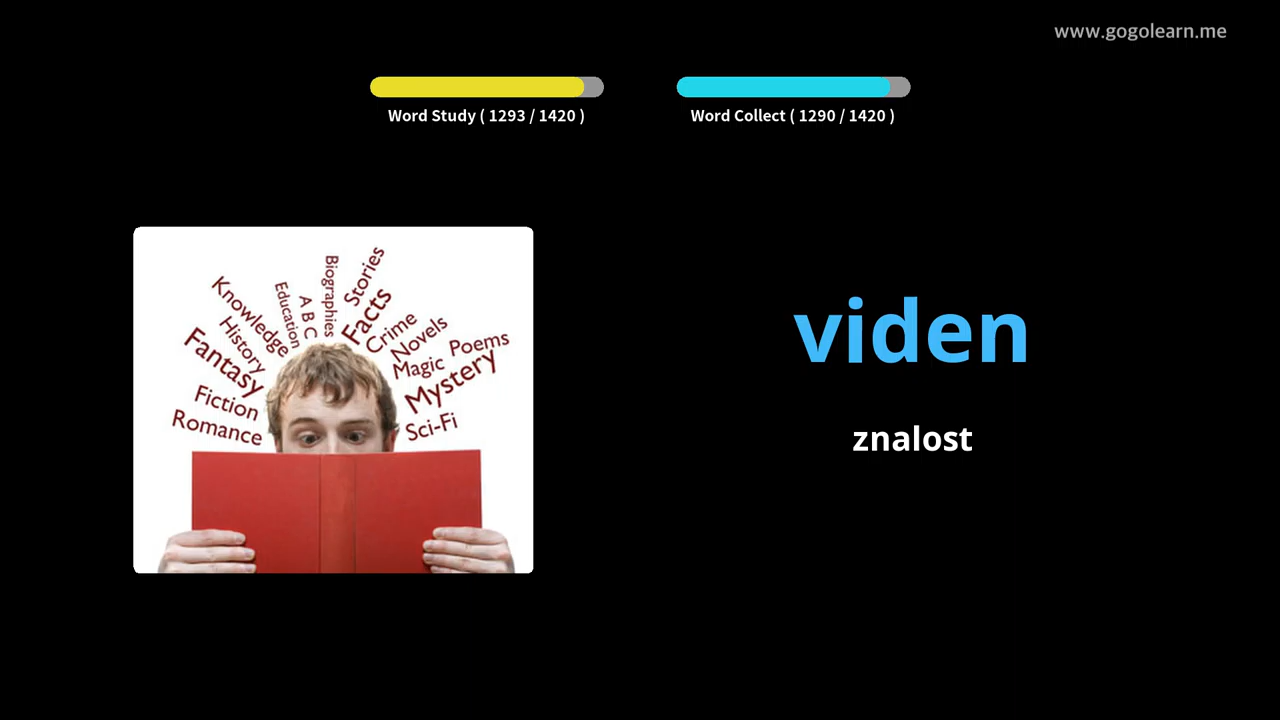 www.gogolearn.me
Word Study ( 1293 / 1420 )
Word Collect ( 1290 / 1420 )
Biographies
Stories
Education
A B C
Facts
Knowledge
Crime
History
Novels
Poems
Fantasy
Magic
Mystery
Fiction
Sci-Fi
Romance
viden
znalost